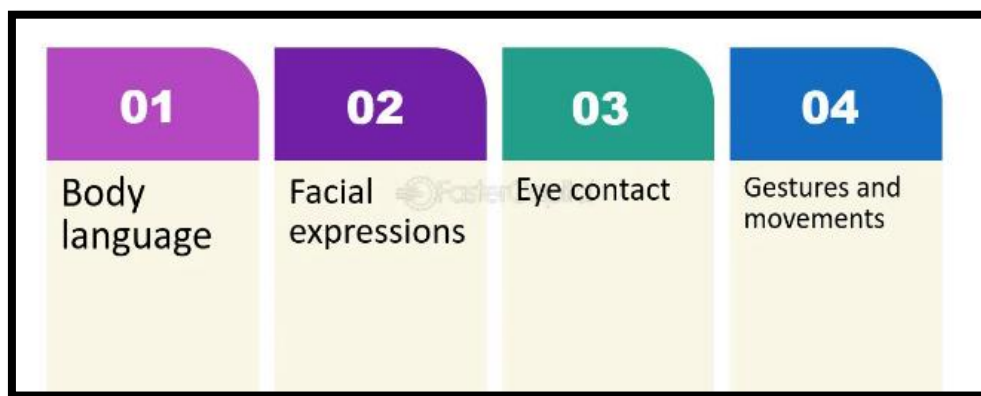 01
Body
language
02
Facial
expressions
03
Eye contact
04
Gestures and
movements